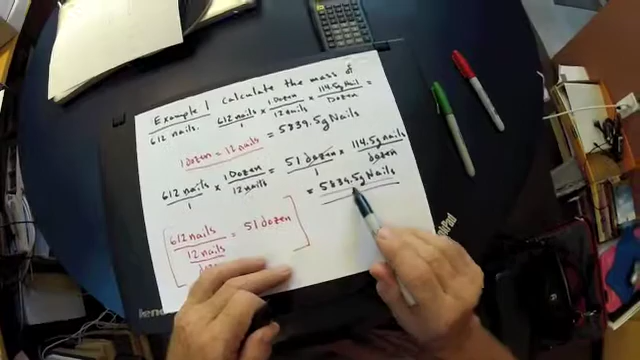 Example 1 Calculate the mass of
612 nails. 612 nails/1 × 1 Dozen/12 nails × 114.5g Nail/Dozen =
= 5839.5g Nails
1 Dozen = 12 nails
612 nails/1 × 1 Dozen/12 nails = 51 dozen/1 × 114.5g nails/dozen
= 5839.5g Nails
612 nails/12 nails = 51 dozen
lenovo
ThinkPad